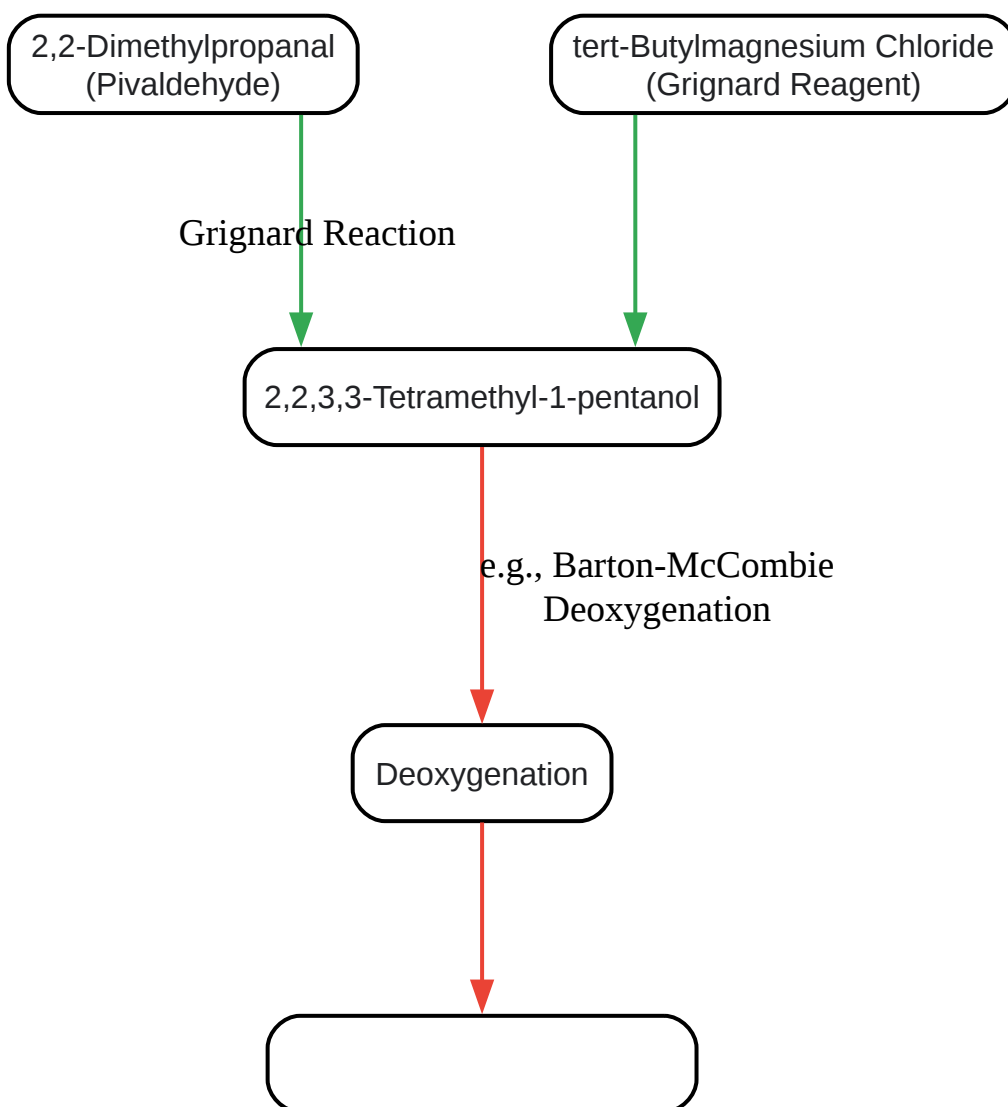 2,2-Dimethylpropanal
(Pivaldehyde)
tert-Butylmagnesium Chloride
(Grignard Reagent)
Grignard Reaction
2,2,3,3-Tetramethyl-1-pentanol
e.g., Barton-McCombie
Deoxygenation
Deoxygenation